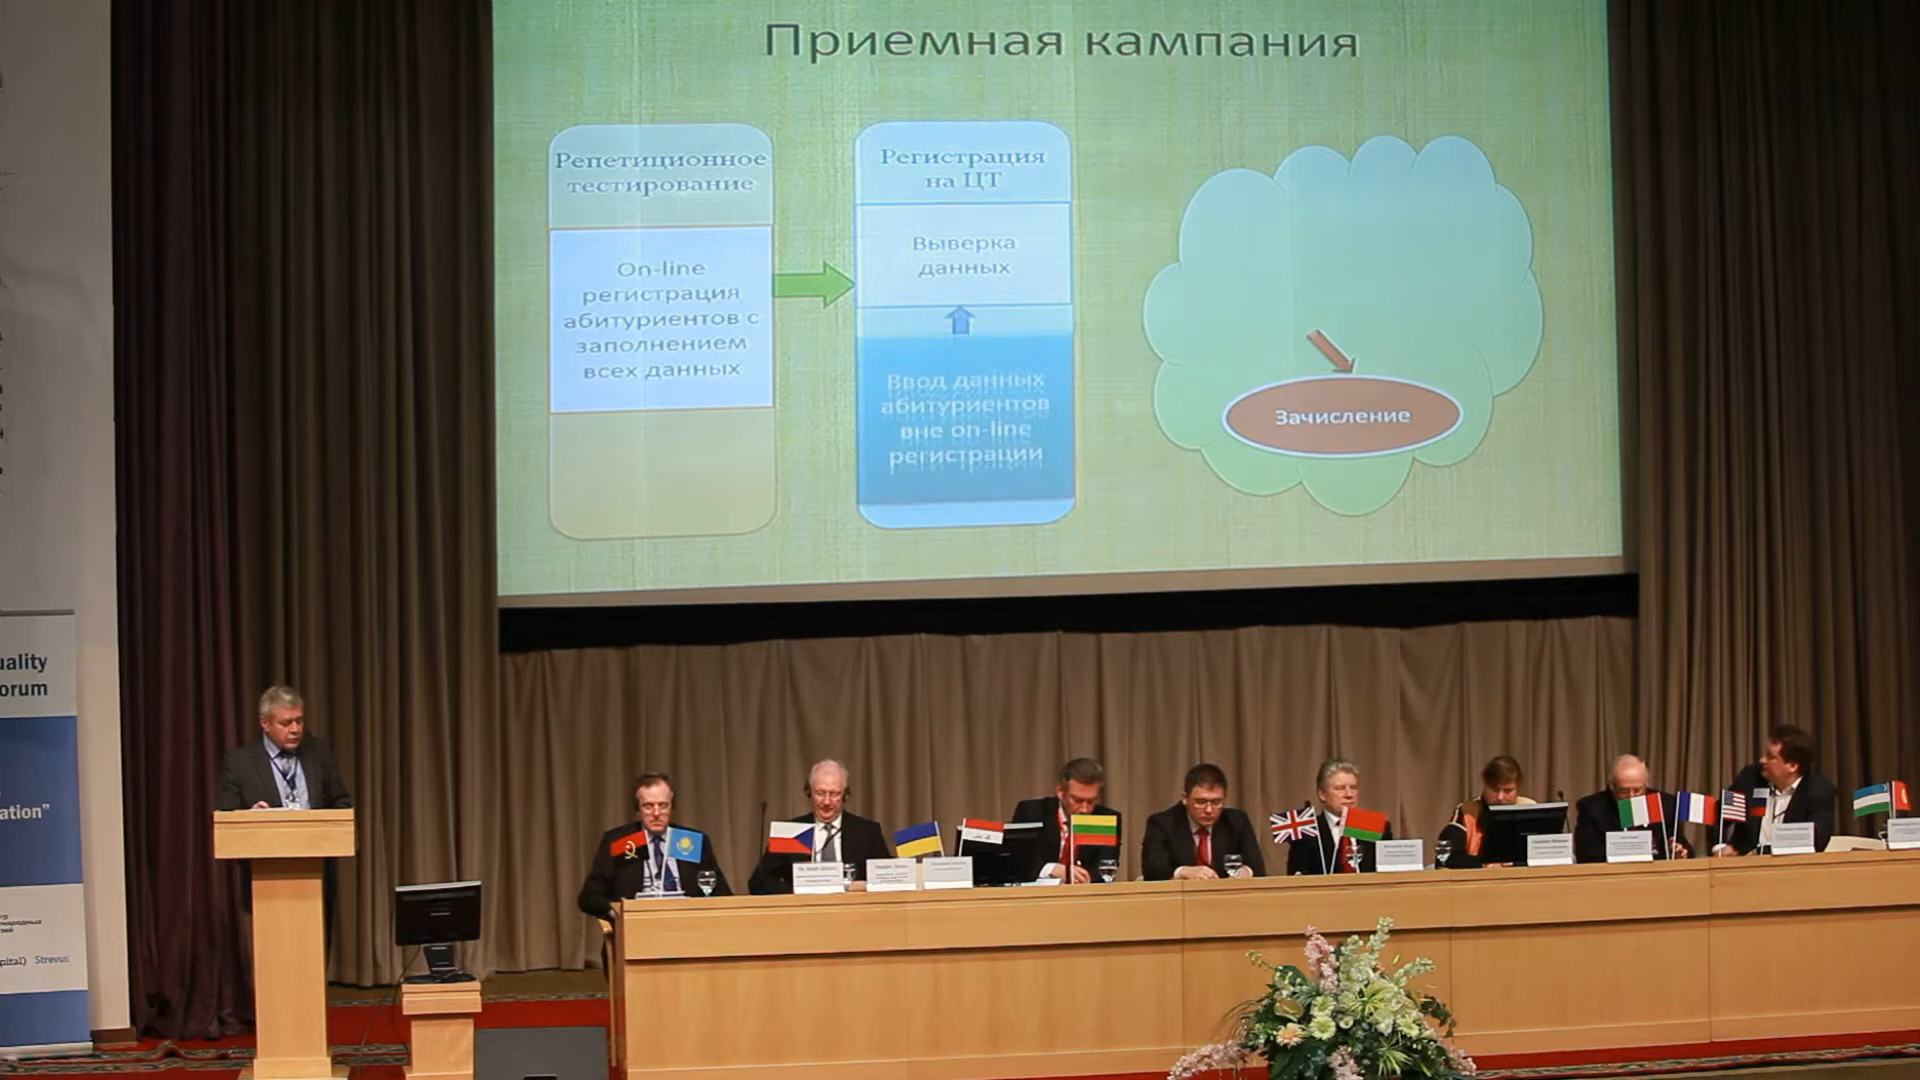 Приемная кампания
Репетиционное
тестирование
On-line
регистрация
абитуриентов с
заполнением
всех данных
Регистрация
на ЦТ
Выверка
данных
Ввод данных
абитуриентов
вне on-line
регистрации
Зачисление
uality
orum
ation”
pital) Strevus